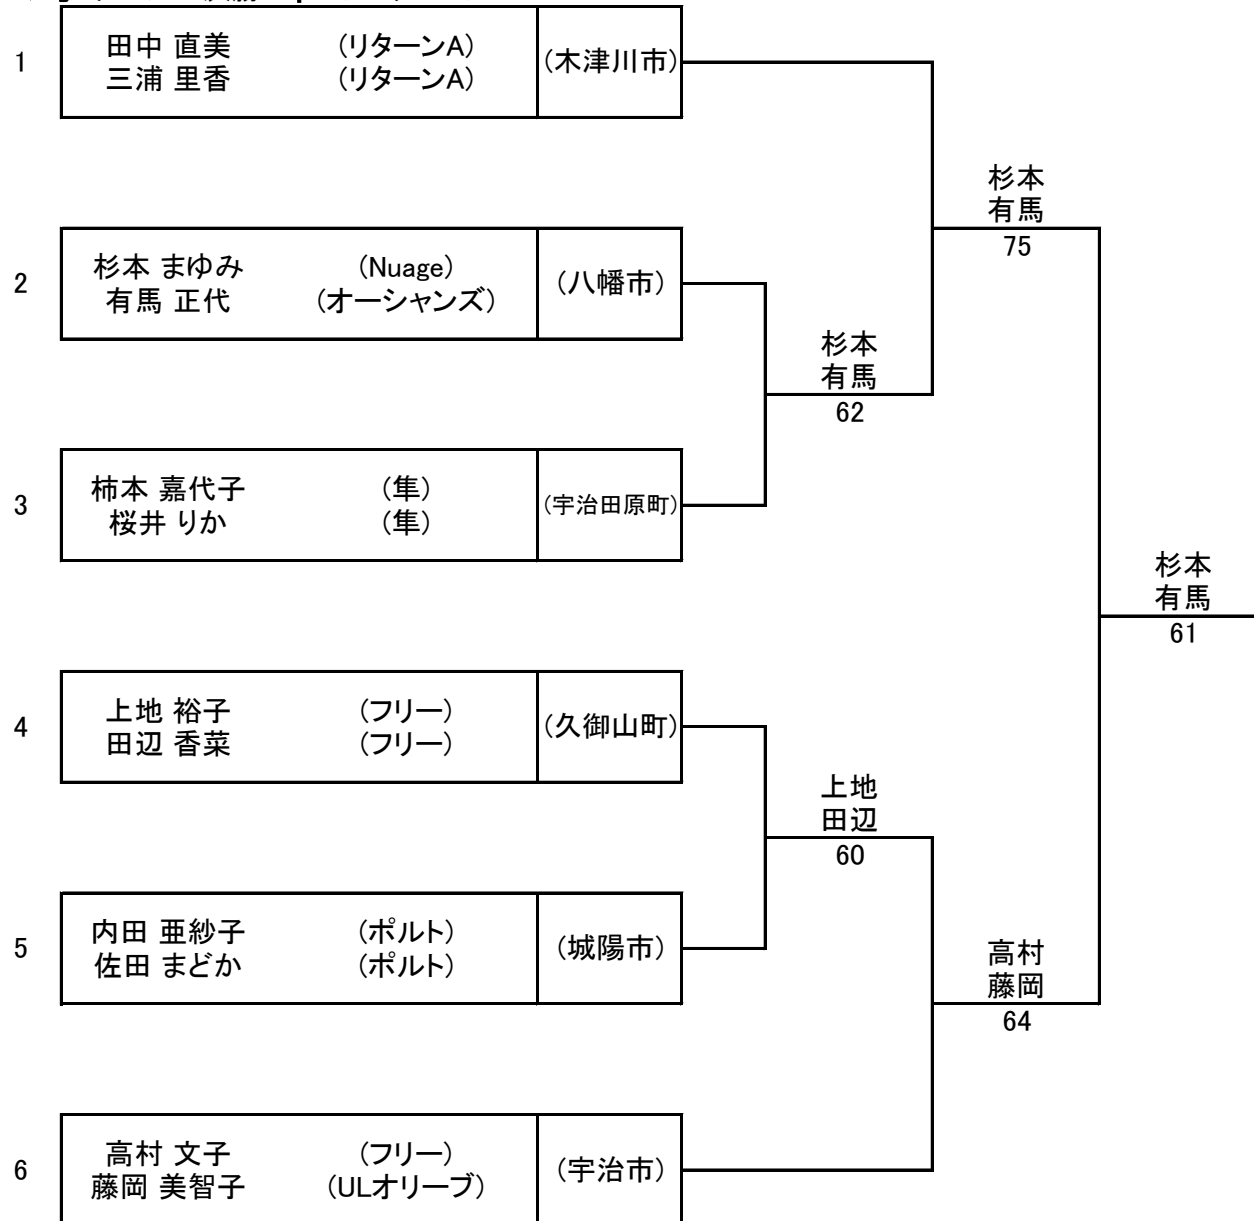 1 田中 直美 (リターンA) (木津川市)
三浦 里香 (リターンA)
杉本
有馬
75
2 杉本 まゆみ (Nuage) (八幡市)
有馬 正代 (オーシャンズ)
杉本
有馬
62
3 柿本 嘉代子 (隼) (宇治田原町)
桜井 りか (隼)
杉本
有馬
61
4 上地 裕子 (フリー) (久御山町)
田辺 香菜 (フリー)
上地
田辺
60
5 内田 亜紗子 (ポルト) (城陽市)
佐田 まどか (ポルト)
高村
藤岡
64
6 高村 文子 (フリー) (宇治市)
藤岡 美智子 (ULオリーブ)